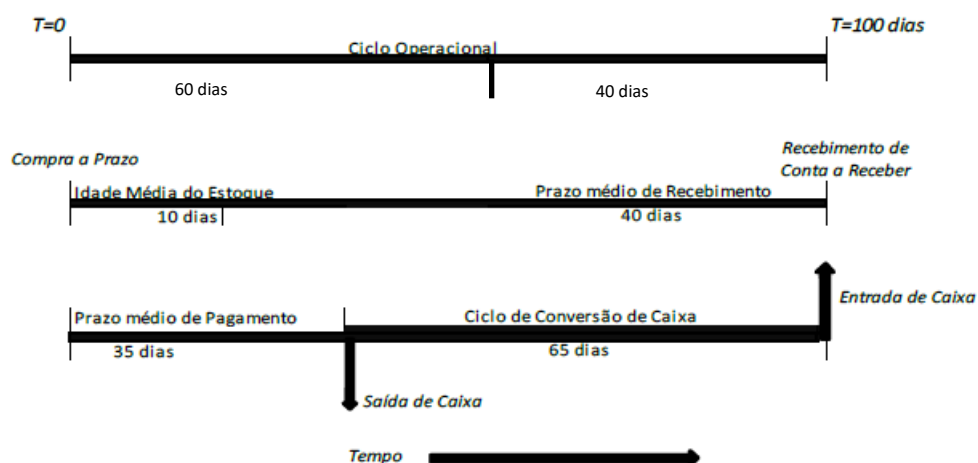 T=0
T=100 dias
Ciclo Operacional
60 dias
40 dias
Compra a Prazo
Recebimento de
Conta a Receber
Idade Média do Estoque
Prazo médio de Recebimento
10 dias
40 dias
Entrada de Caixa
Prazo médio de Pagamento
Ciclo de Conversão de Caixa
35 dias
65 dias
Saída de Caixa
Tempo